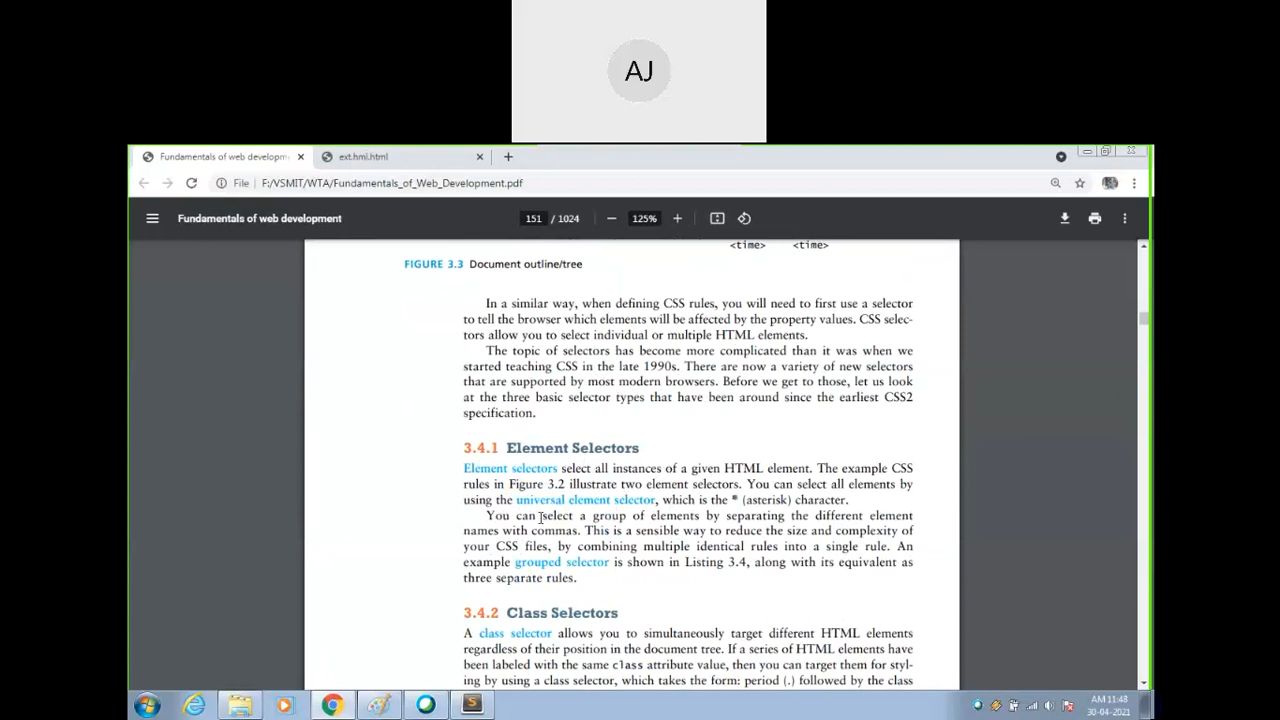 AJ
Fundamentals of web developm
ext.hml.html
File
F:/VSMIT/WTA/Fundamentals_of_Web_Development.pdf
Fundamentals of web development
151 / 1024
125%
<time> <time>
FIGURE 3.3 Document outline/tree
In a similar way, when defining CSS rules, you will need to first use a selector
to tell the browser which elements will be affected by the property values. CSS selec-
tors allow you to select individual or multiple HTML elements.
The topic of selectors has become more complicated than it was when we
started teaching CSS in the late 1990s. There are now a variety of new selectors
that are supported by most modern browsers. Before we get to those, let us look
at the three basic selector types that have been around since the earliest CSS2
specification.
3.4.1 Element Selectors
Element selectors select all instances of a given HTML element. The example CSS
rules in Figure 3.2 illustrate two element selectors. You can select all elements by
using the universal element selector, which is the * (asterisk) character.
You can select a group of elements by separating the different element
names with commas. This is a sensible way to reduce the size and complexity of
your CSS files, by combining multiple identical rules into a single rule. An
example grouped selector is shown in Listing 3.4, along with its equivalent as
three separate rules.
3.4.2 Class Selectors
A class selector allows you to simultaneously target different HTML elements
regardless of their position in the document tree. If a series of HTML elements have
been labeled with the same class attribute value, then you can target them for styl-
ing by using a class selector, which takes the form: period (.) followed by the class
AM 11:48
30-04-2021